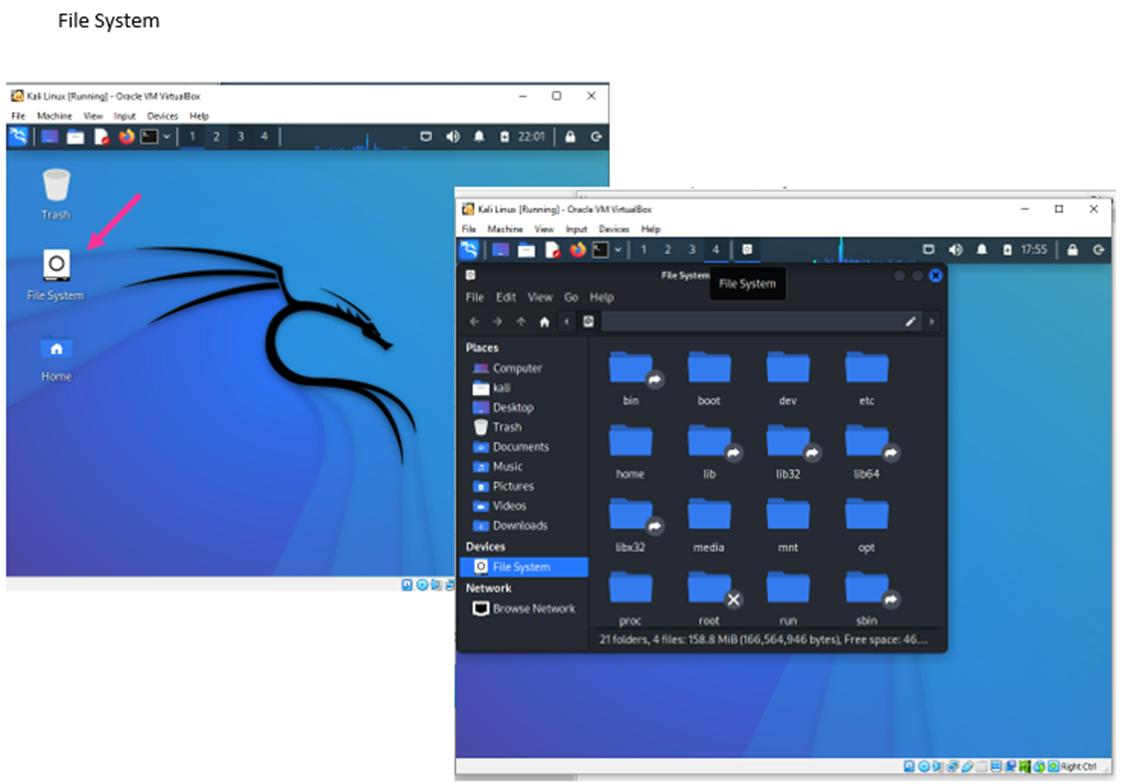 File System
Kali Linux [Running] - Oracle VM VirtualBox
File Machine View Input Devices Help
1 2 3 4 22:01
Trash
File System
Home
Kali Linux [Running] - Oracle VM VirtualBox
File Machine View Input Devices Help
1 2 3 4 17:55
File System
File System
File Edit View Go Help
Places
Computer
kali
Desktop
Trash
Documents
Music
Pictures
Videos
Downloads
Devices
File System
Network
Browse Network
bin boot dev etc
home lib lib32 lib64
libx32 media mnt opt
proc root run sbin
21 folders, 4 files: 158.8 MiB (166,564,946 bytes), Free space: 46...
Right Ctrl